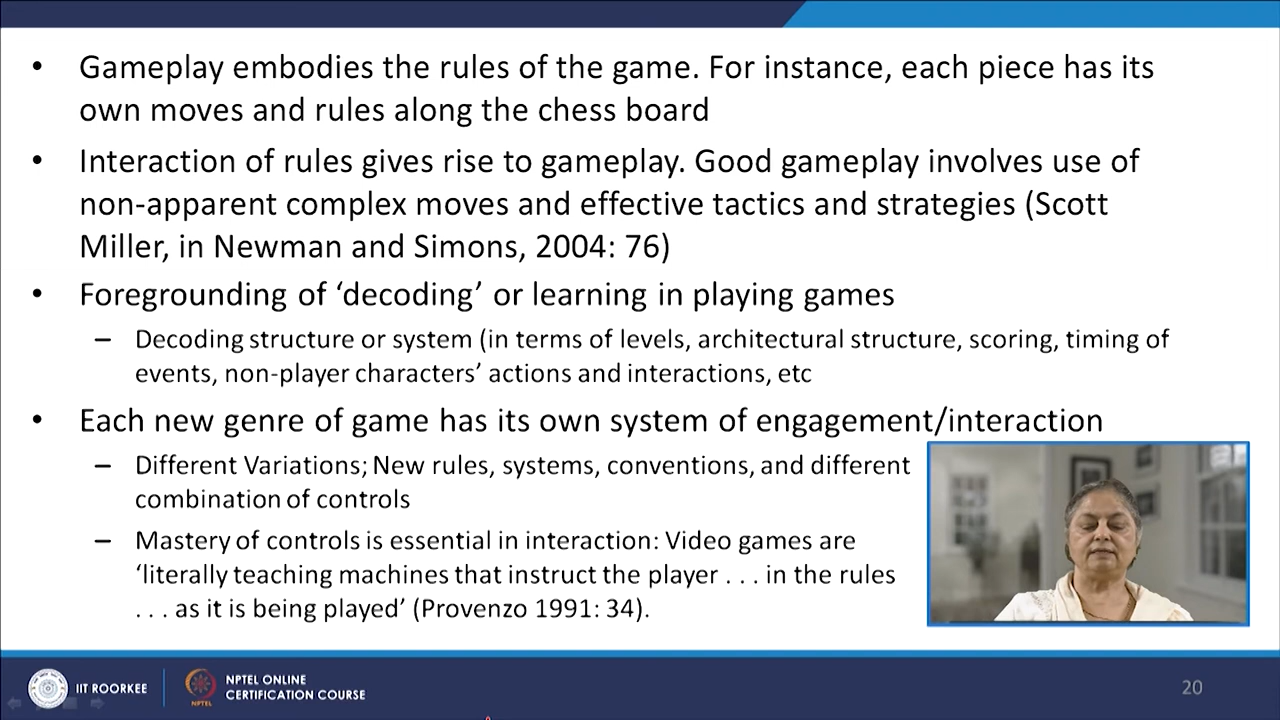 • Gameplay embodies the rules of the game. For instance, each piece has its
own moves and rules along the chess board
• Interaction of rules gives rise to gameplay. Good gameplay involves use of
non-apparent complex moves and effective tactics and strategies (Scott
Miller, in Newman and Simons, 2004: 76)
• Foregrounding of ‘decoding’ or learning in playing games
– Decoding structure or system (in terms of levels, architectural structure, scoring, timing of
events, non-player characters’ actions and interactions, etc
• Each new genre of game has its own system of engagement/interaction
– Different Variations; New rules, systems, conventions, and different
combination of controls
– Mastery of controls is essential in interaction: Video games are
‘literally teaching machines that instruct the player . . . in the rules
. . . as it is being played’ (Provenzo 1991: 34).
IIT ROORKEE
NPTEL
NPTEL ONLINE
CERTIFICATION COURSE
20